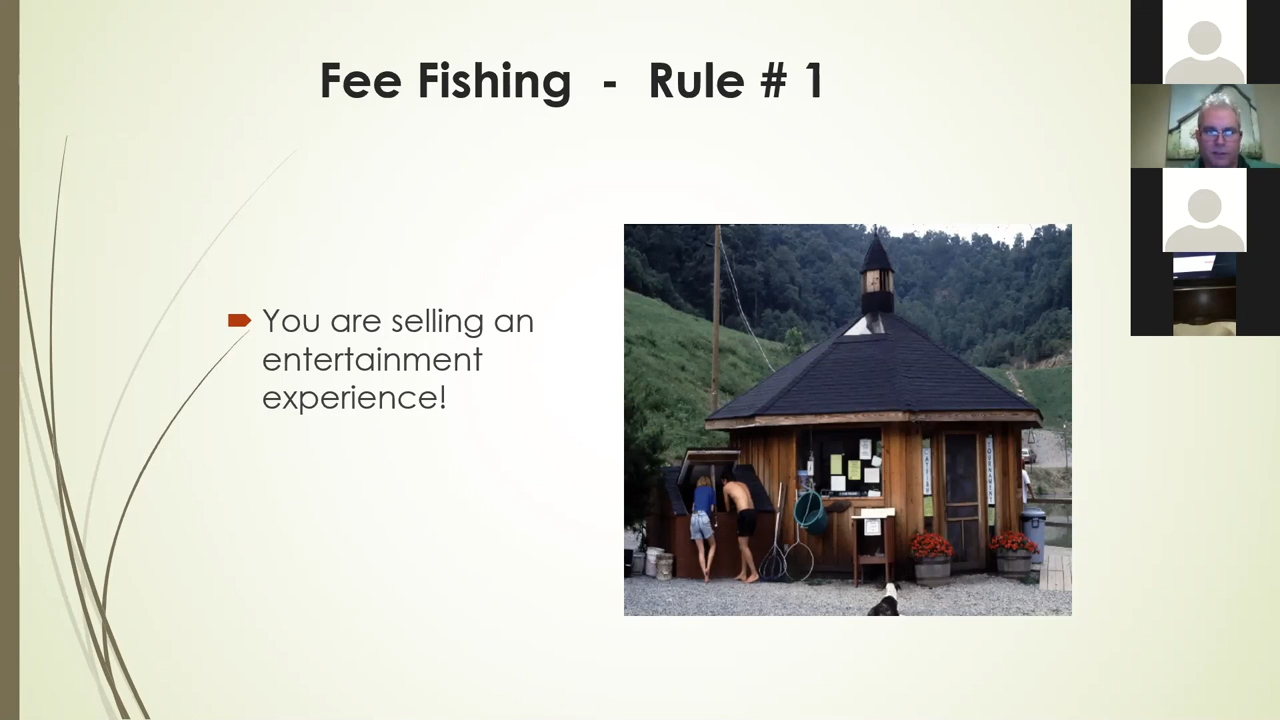 Fee Fishing - Rule # 1
You are selling an
entertainment
experience!